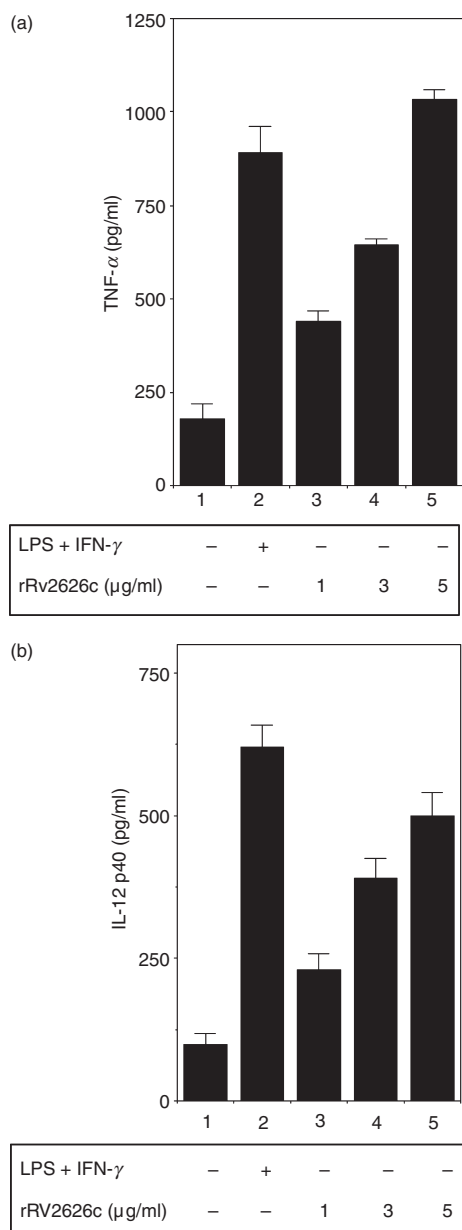 (a)
1250
1000
750
500
250
0
TNF-α (pg/ml)
1 2 3 4 5
LPS + IFN-γ – + – – –
rRv2626c (µg/ml) – – 1 3 5
(b)
750
500
250
0
IL-12 p40 (pg/ml)
1 2 3 4 5
LPS + IFN-γ – + – – –
rRV2626c (µg/ml) – – 1 3 5